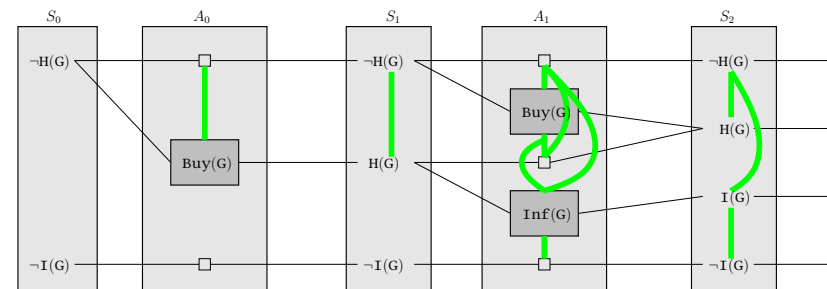 S₀ A₀ S₁ A₁ S₂
¬H(G) ¬H(G) ¬H(G)
Buy(G)
H(G)
Buy(G) H(G)
I(G)
Inf(G)
¬I(G) ¬I(G) ¬I(G)